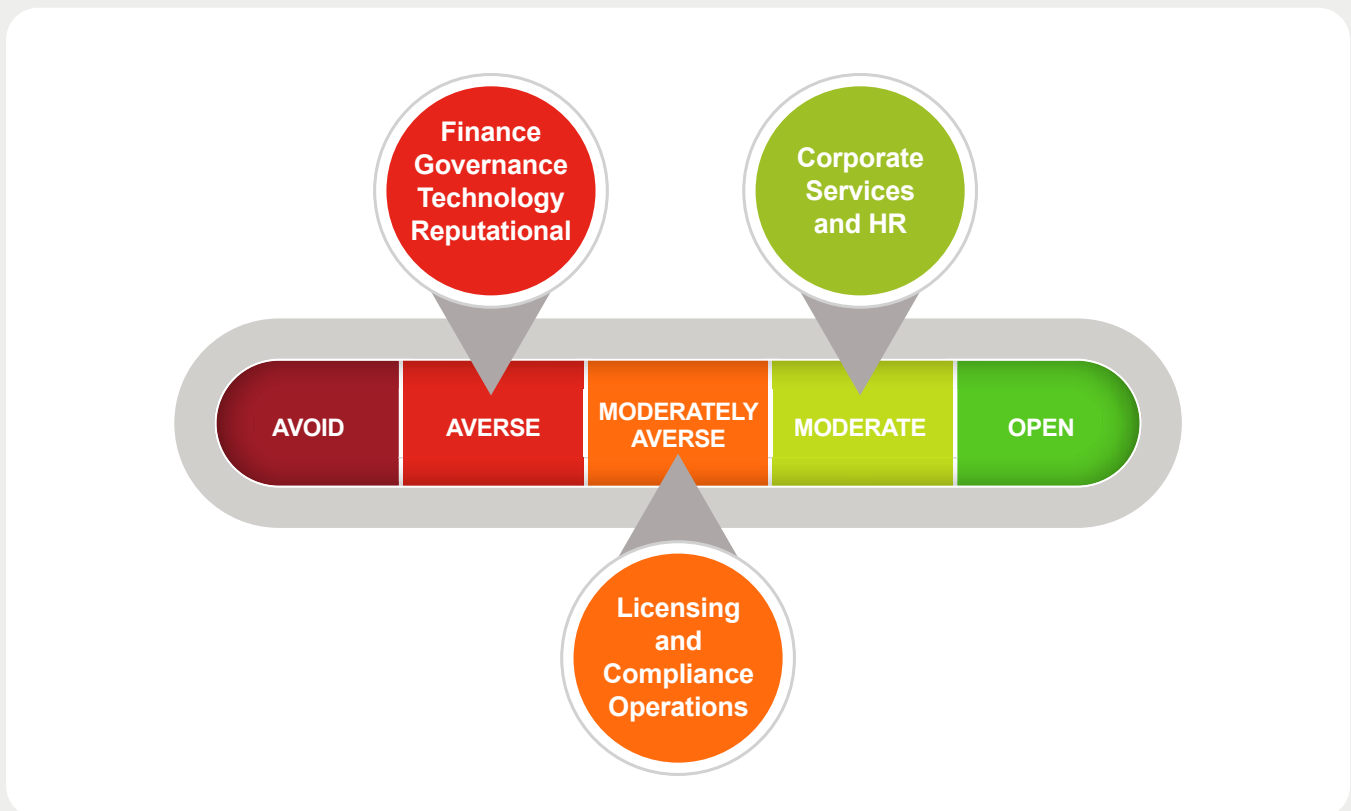 Finance
Governance
Technology
Reputational
Corporate
Services
and HR
AVOID
AVERSE
MODERATELY
AVERSE
MODERATE
OPEN
Licensing
and
Compliance
Operations